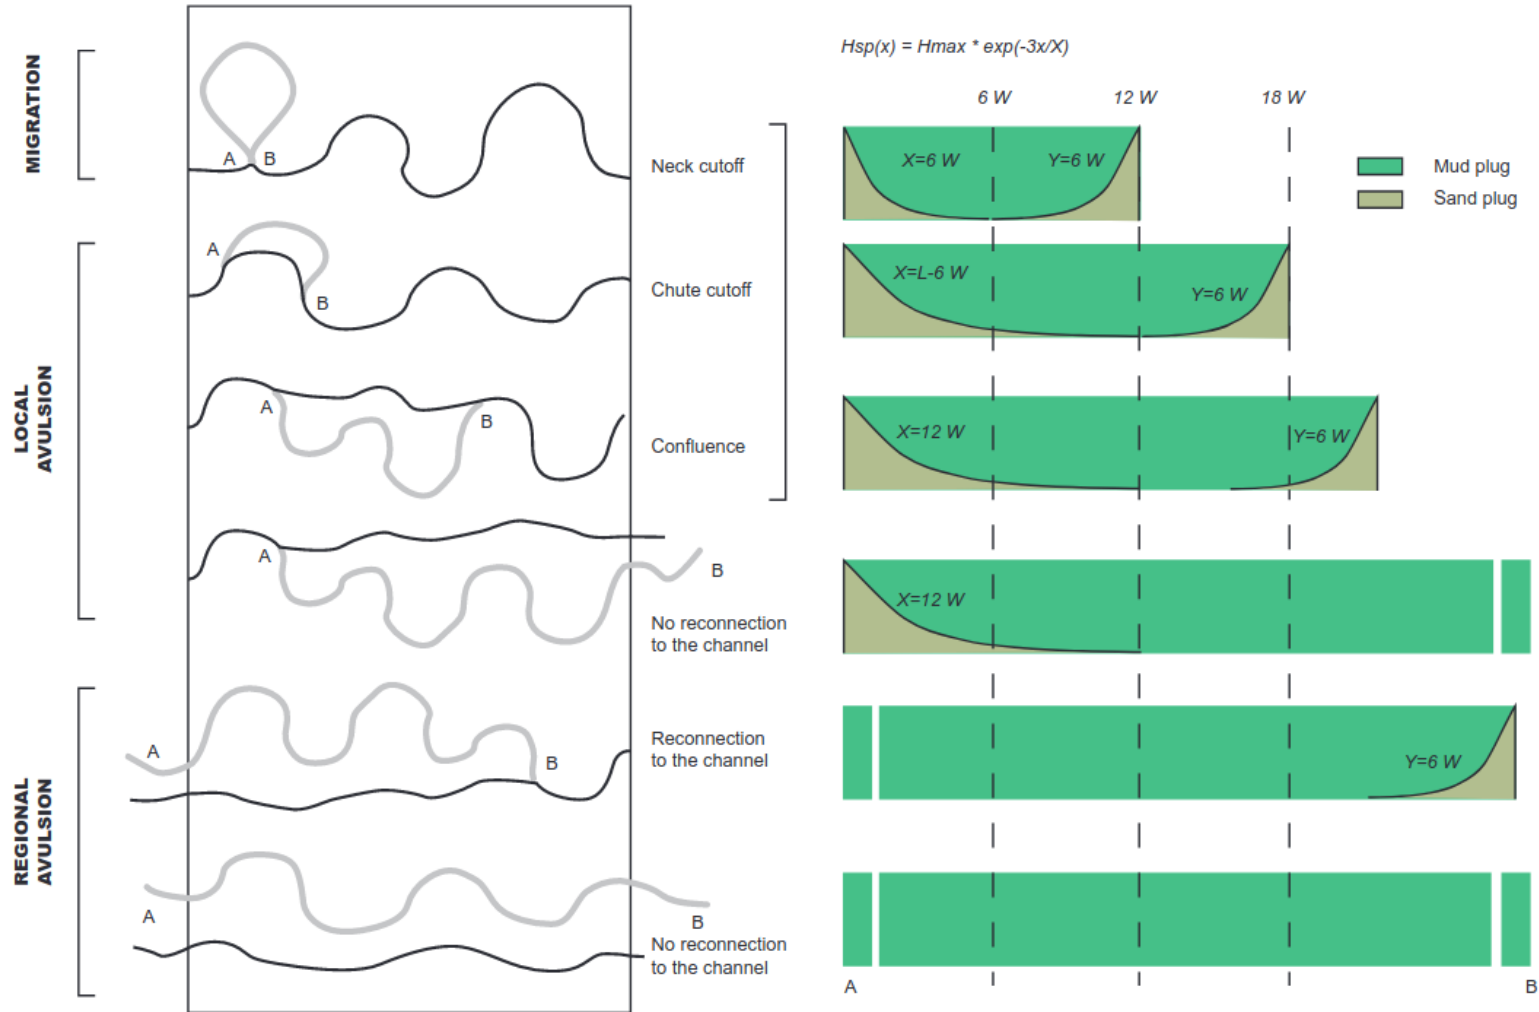 MIGRATION
LOCAL
AVULSION
REGIONAL
AVULSION
A B
Neck cutoff
A
B
Chute cutoff
A
B
Confluence
A
B
No reconnection
to the channel
A
B
Reconnection
to the channel
A
B
No reconnection
to the channel
Hsp(x) = Hmax * exp(-3x/X)
6 W 12 W 18 W
X=6 W Y=6 W
X=L-6 W
Y=6 W
X=12 W
Y=6 W
X=12 W
Y=6 W
A B
Mud plug
Sand plug